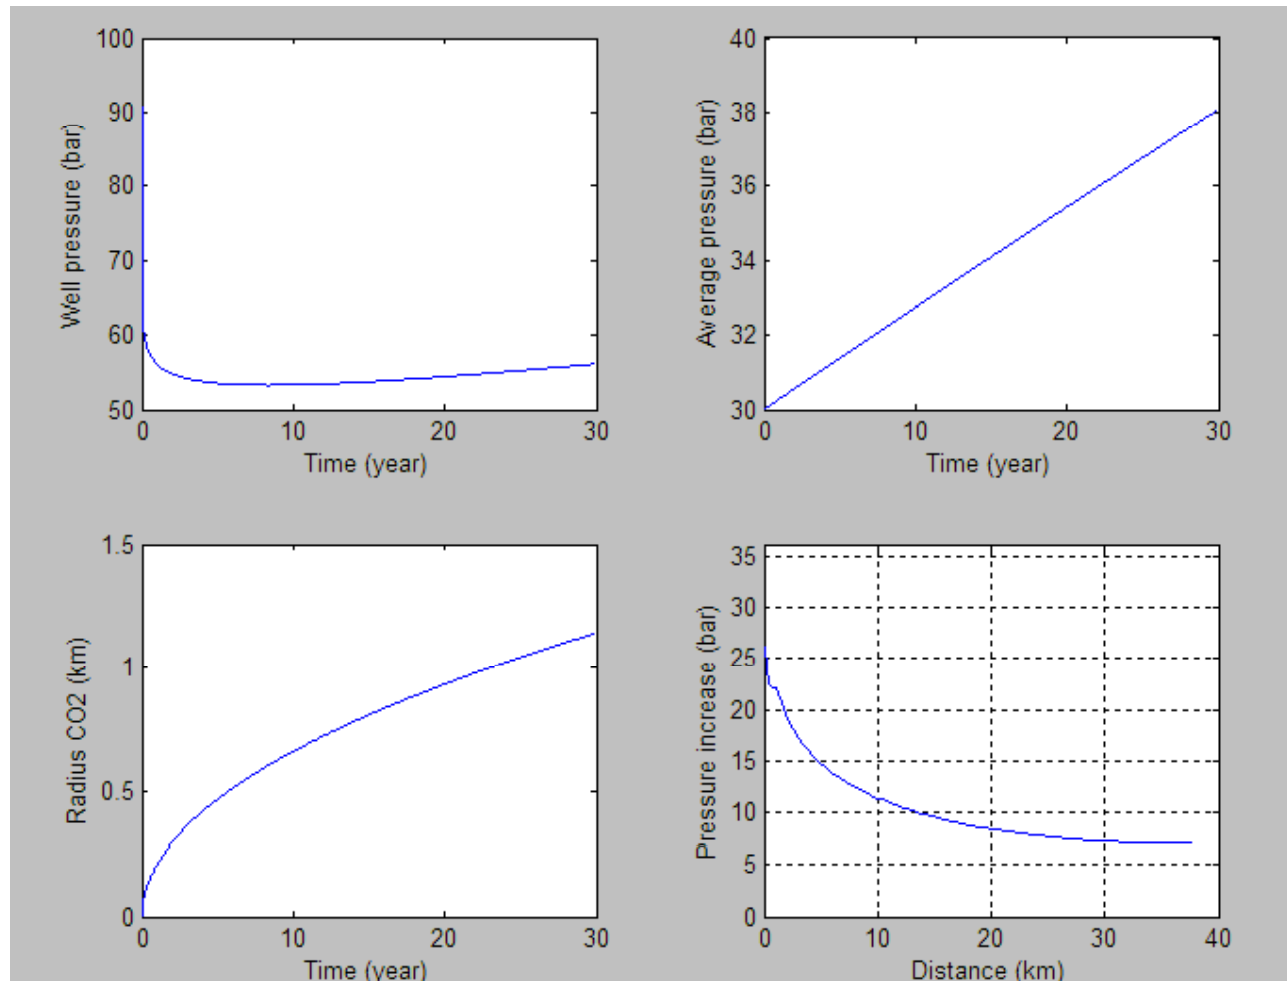 Well pressure (bar)
100
90
80
70
60
50
0 10 20 30
Time (year)
Average pressure (bar)
40
38
36
34
32
30
0 10 20 30
Time (year)
Radius CO2 (km)
1.5
1
0.5
0
0 10 20 30
Time (year)
Pressure increase (bar)
35
30
25
20
15
10
5
0
0 10 20 30 40
Distance (km)